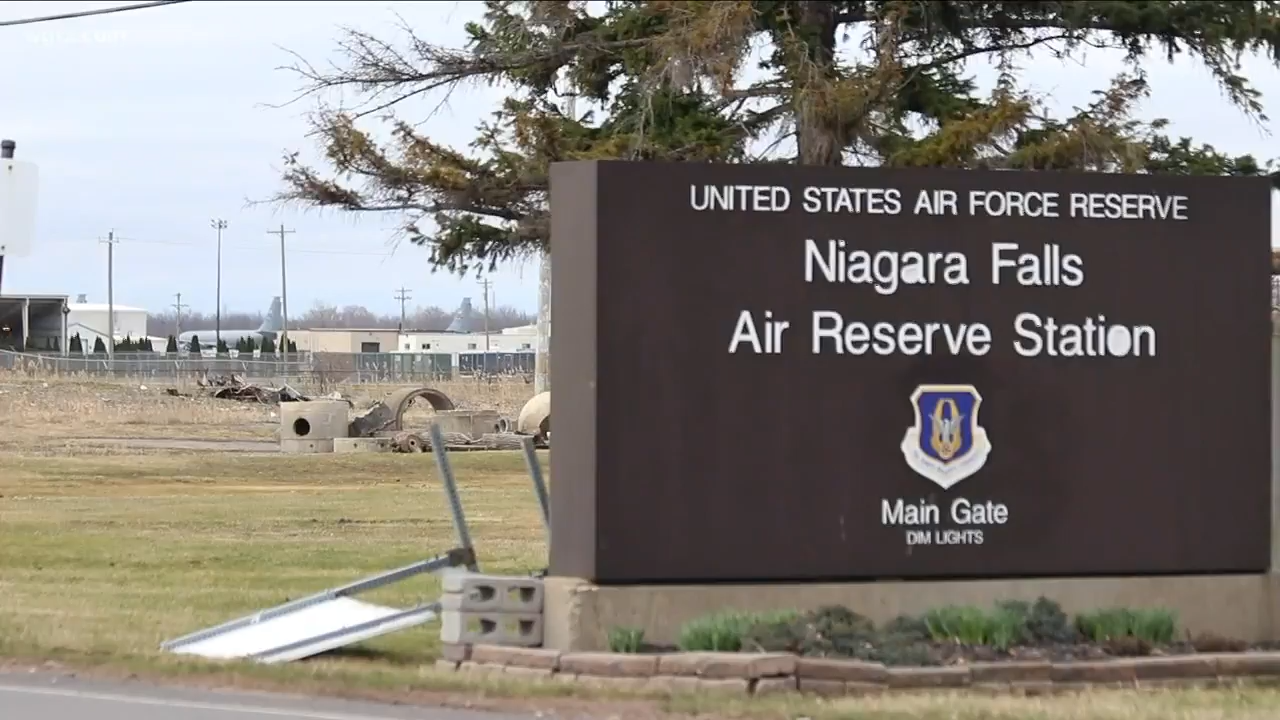 UNITED STATES AIR FORCE RESERVE
Niagara Falls
Air Reserve Station
Main Gate
DIM LIGHTS